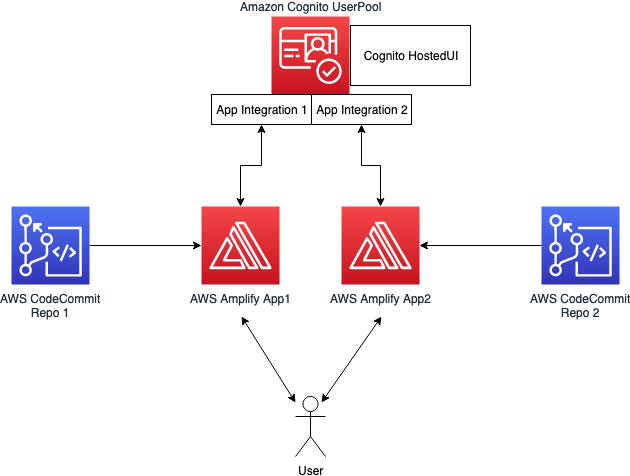 Amazon Cognito UserPool
Cognito HostedUI
App Integration 1
App Integration 2
</>
</>
AWS CodeCommit
Repo 1
AWS Amplify App1
AWS Amplify App2
AWS CodeCommit
Repo 2
User